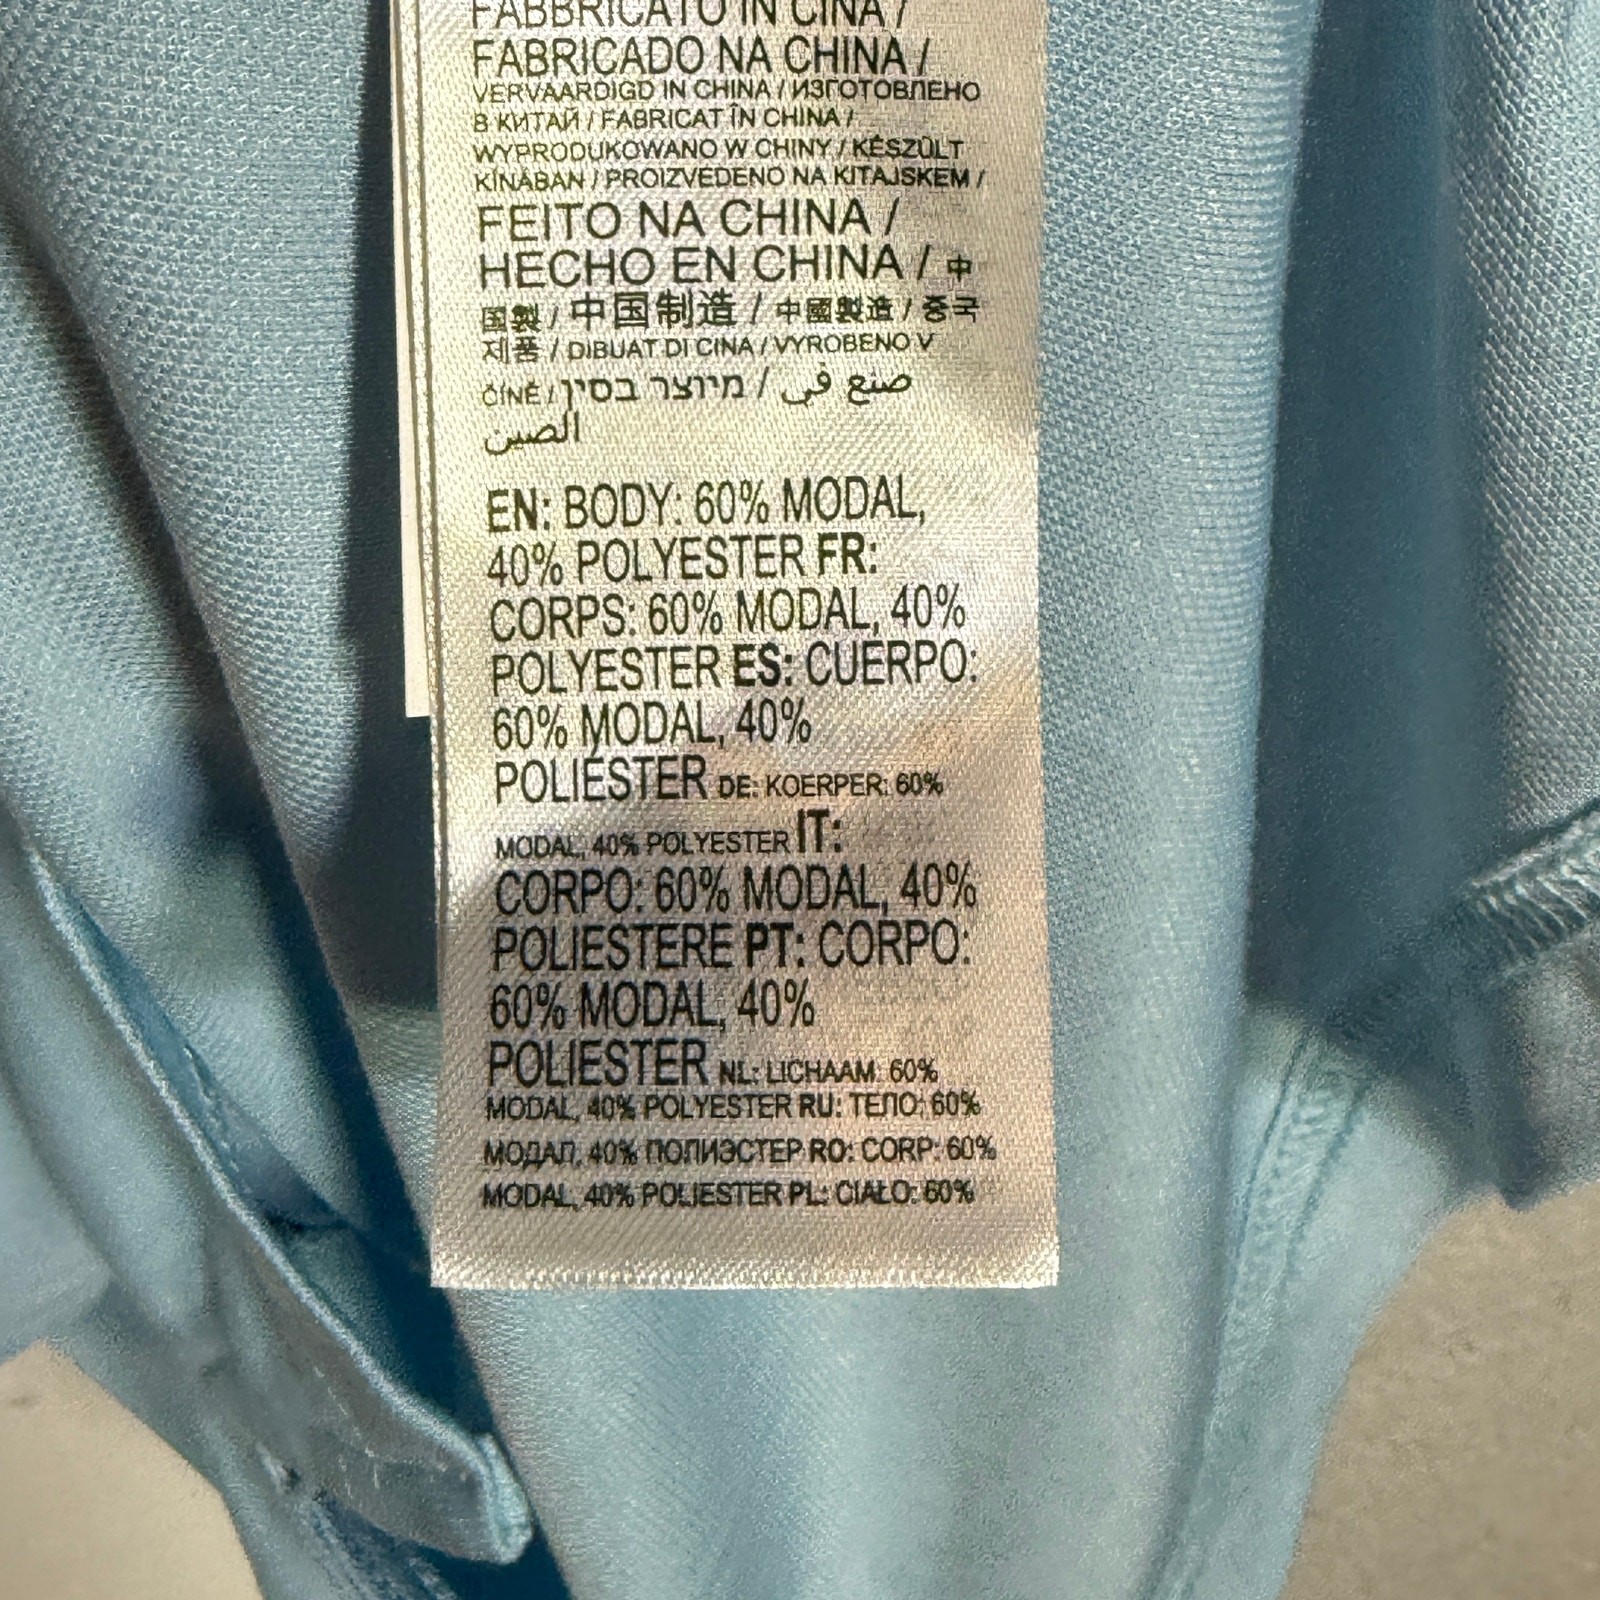 FABBRICATO IN CINA /
FABRICADO NA CHINA /
VERVAARDIGD IN CHINA / ИЗГОТОВЛЕНО
В КИТАЙ / FABRICAT ÎN CHINA /
WYPRODUKOWANO W CHINY / KÉSZÜLT
KÍNÁBAN / PROIZVEDENO NA KITAJSKEM /
FEITO NA CHINA /
HECHO EN CHINA / 中
国製 / 中国制造 / 中國製造 / 중국
제품 / DIBUAT DI CINA / VYROBENO V
ČÍNĚ / מיוצר בסין / صنع في
الصين
EN: BODY: 60% MODAL,
40% POLYESTER FR:
CORPS: 60% MODAL, 40%
POLYESTER ES: CUERPO:
60% MODAL, 40%
POLIÉSTER DE: KOERPER: 60%
MODAL, 40% POLYESTER IT:
CORPO: 60% MODAL, 40%
POLIESTERE PT: CORPO:
60% MODAL, 40%
POLIESTER NL: LICHAAM: 60%
MODAL, 40% POLYESTER RU: ТЕЛО: 60%
МОДАЛ, 40% ПОЛИЭСТЕР RO: CORP: 60%
MODAL, 40% POLIESTER PL: CIAŁO: 60%